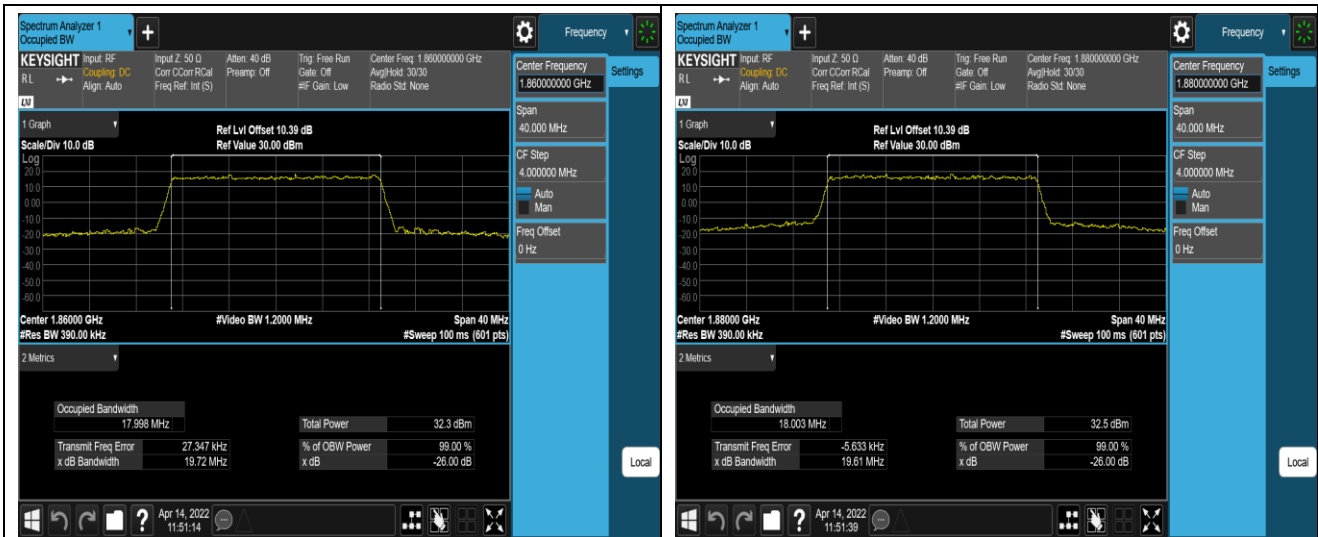 Spectrum Analyzer 1
Occupied BW
+
Frequency
KEYSIGHT
Input: RF
Coupling: DC
Align: Auto
Input Z: 50 Ω
Corr CCorr RCal
Freq Ref: Int (S)
Atten: 40 dB
Preamp: Off
Trig: Free Run
Gate: Off
#IF Gain: Low
Center Freq: 1.860000000 GHz
Avg|Hold: 30/30
Radio Std: None
RL
LXI
Center Frequency
1.860000000 GHz
Settings
Span
40.000 MHz
CF Step
4.000000 MHz
Auto
Man
Freq Offset
0 Hz
Local
1 Graph
Ref Lvl Offset 10.39 dB
Scale/Div 10.0 dB
Ref Value 30.00 dBm
Log
20.0
10.0
0.00
-10.0
-20.0
-30.0
-40.0
-50.0
-60.0
Center 1.86000 GHz
#Video BW 1.2000 MHz
Span 40 MHz
#Res BW 390.00 kHz
#Sweep 100 ms (601 pts)
2 Metrics
Occupied Bandwidth
17.998 MHz
Total Power 32.3 dBm
Transmit Freq Error 27.347 kHz
% of OBW Power 99.00 %
x dB Bandwidth 19.72 MHz
x dB -26.00 dB
?
Apr 14, 2022
11:51:14
Spectrum Analyzer 1
Occupied BW
+
Frequency
KEYSIGHT
Input: RF
Coupling: DC
Align: Auto
Input Z: 50 Ω
Corr CCorr RCal
Freq Ref: Int (S)
Atten: 40 dB
Preamp: Off
Trig: Free Run
Gate: Off
#IF Gain: Low
Center Freq: 1.880000000 GHz
Avg|Hold: 30/30
Radio Std: None
RL
LXI
Center Frequency
1.880000000 GHz
Settings
Span
40.000 MHz
CF Step
4.000000 MHz
Auto
Man
Freq Offset
0 Hz
Local
1 Graph
Ref Lvl Offset 10.39 dB
Scale/Div 10.0 dB
Ref Value 30.00 dBm
Log
20.0
10.0
0.00
-10.0
-20.0
-30.0
-40.0
-50.0
-60.0
Center 1.88000 GHz
#Video BW 1.2000 MHz
Span 40 MHz
#Res BW 390.00 kHz
#Sweep 100 ms (601 pts)
2 Metrics
Occupied Bandwidth
18.003 MHz
Total Power 32.5 dBm
Transmit Freq Error -5.633 kHz
% of OBW Power 99.00 %
x dB Bandwidth 19.61 MHz
x dB -26.00 dB
?
Apr 14, 2022
11:51:39